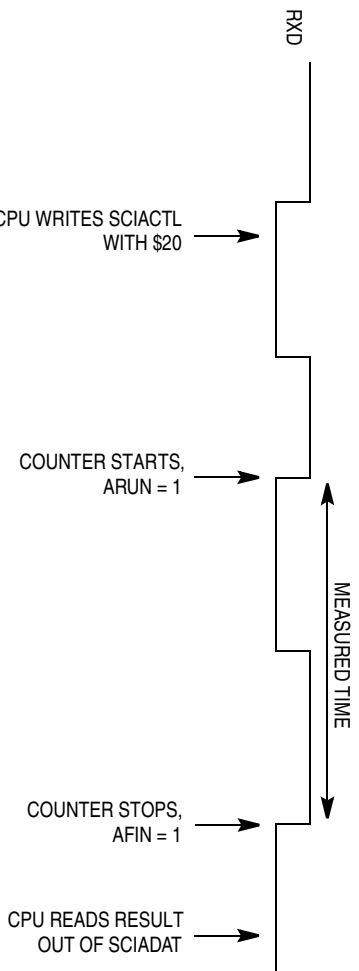 RXD
CPU WRITES SCIACTL
WITH $20
COUNTER STARTS,
ARUN = 1
MEASURED TIME
COUNTER STOPS,
AFIN = 1
CPU READS RESULT
OUT OF SCIADAT